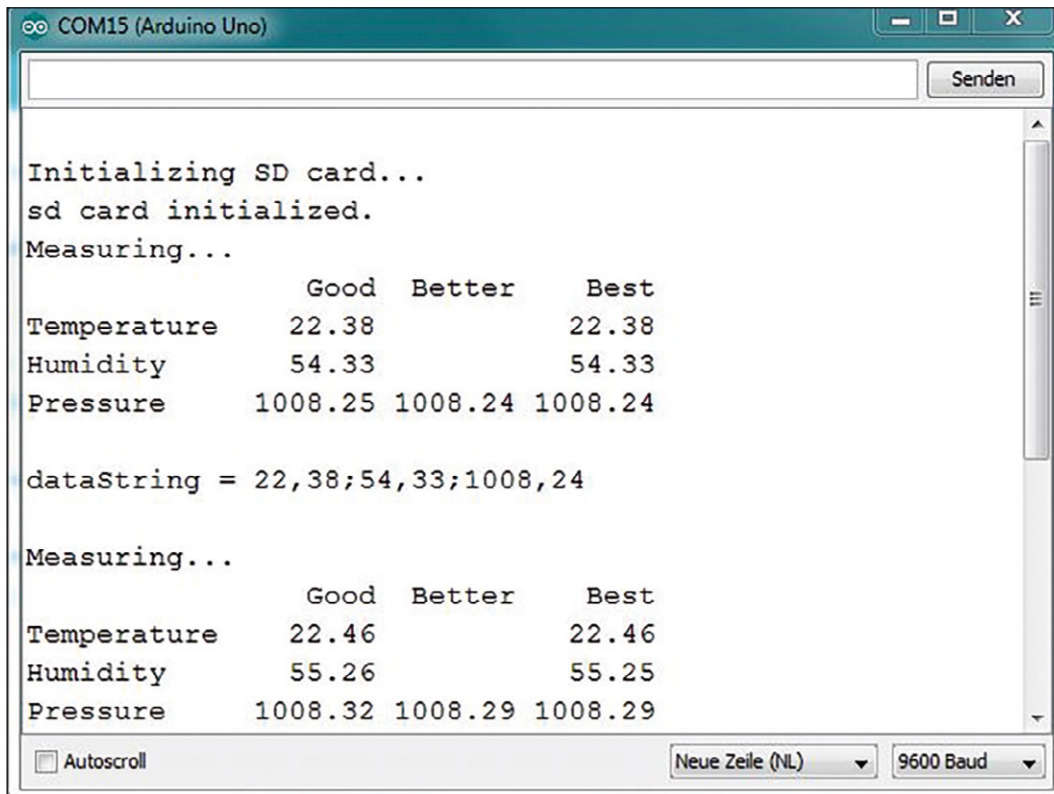 COM15 (Arduino Uno)
Senden
Initializing SD card...
sd card initialized.
Measuring...
Good Better Best
Temperature 22.38 22.38
Humidity 54.33 54.33
Pressure 1008.25 1008.24 1008.24
dataString = 22,38;54,33;1008,24
Measuring...
Good Better Best
Temperature 22.46 22.46
Humidity 55.26 55.25
Pressure 1008.32 1008.29 1008.29
Autoscroll Neue Zeile (NL) 9600 Baud